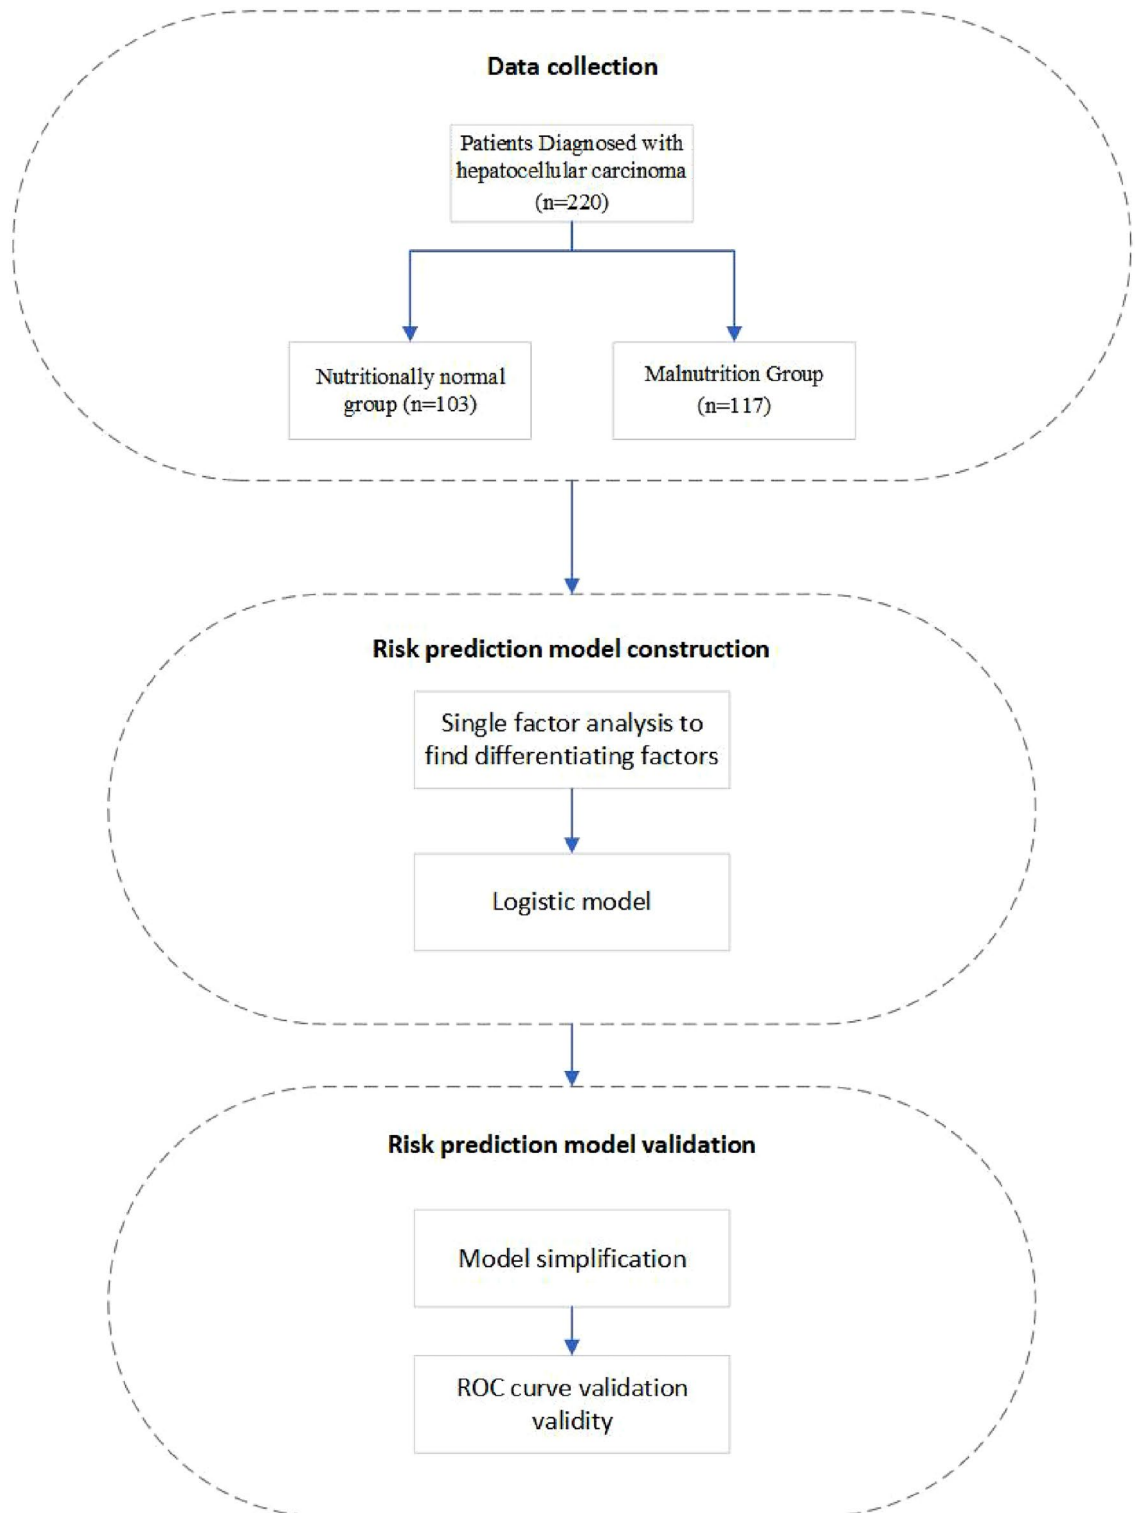 Data collection
Patients Diagnosed with
hepatocellular carcinoma
(n=220)
Nutritionally normal
group (n=103)
Malnutrition Group
(n=117)
Risk prediction model construction
Single factor analysis to
find differentiating factors
Logistic model
Risk prediction model validation
Model simplification
ROC curve validation
validity